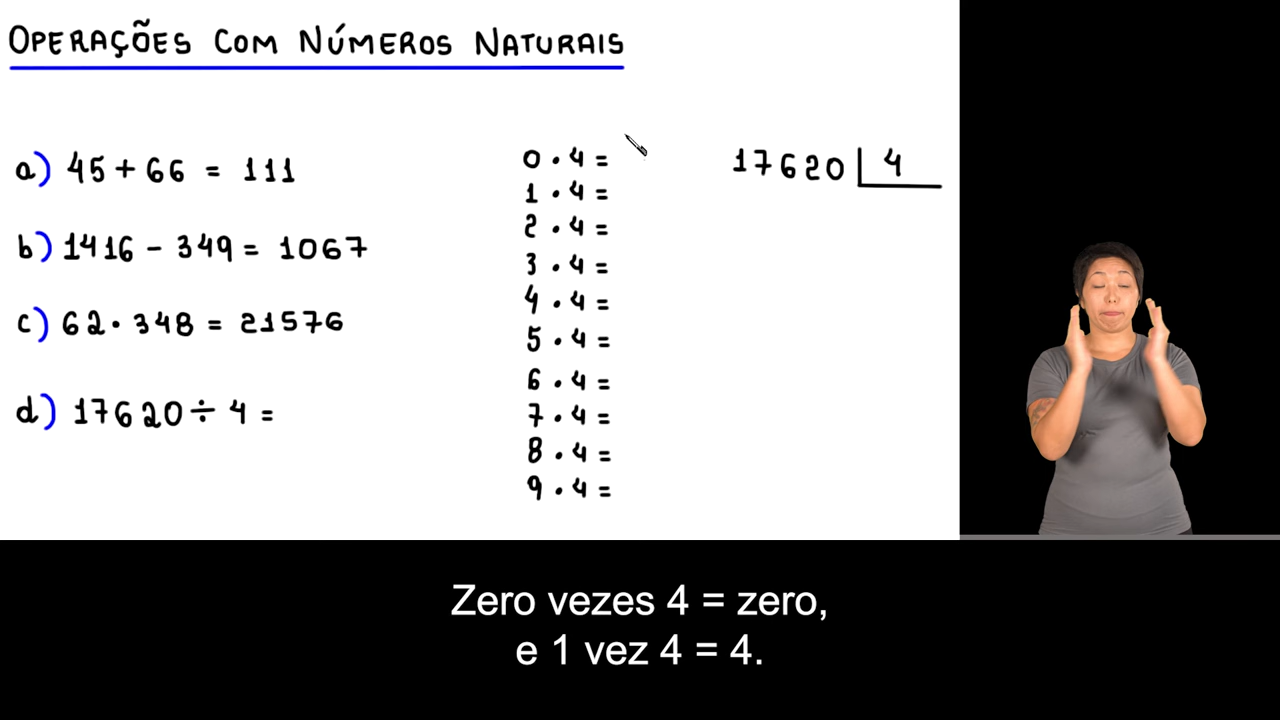 OPERAÇÕES COM NÚMEROS NATURAIS
a) 45 + 66 = 111
b) 1416 - 349 = 1067
c) 62 · 348 = 21576
d) 17620 ÷ 4 =
0 · 4 =
1 · 4 =
2 · 4 =
3 · 4 =
4 · 4 =
5 · 4 =
6 · 4 =
7 · 4 =
8 · 4 =
9 · 4 =
17620 | 4
Zero vezes 4 = zero,
e 1 vez 4 = 4.